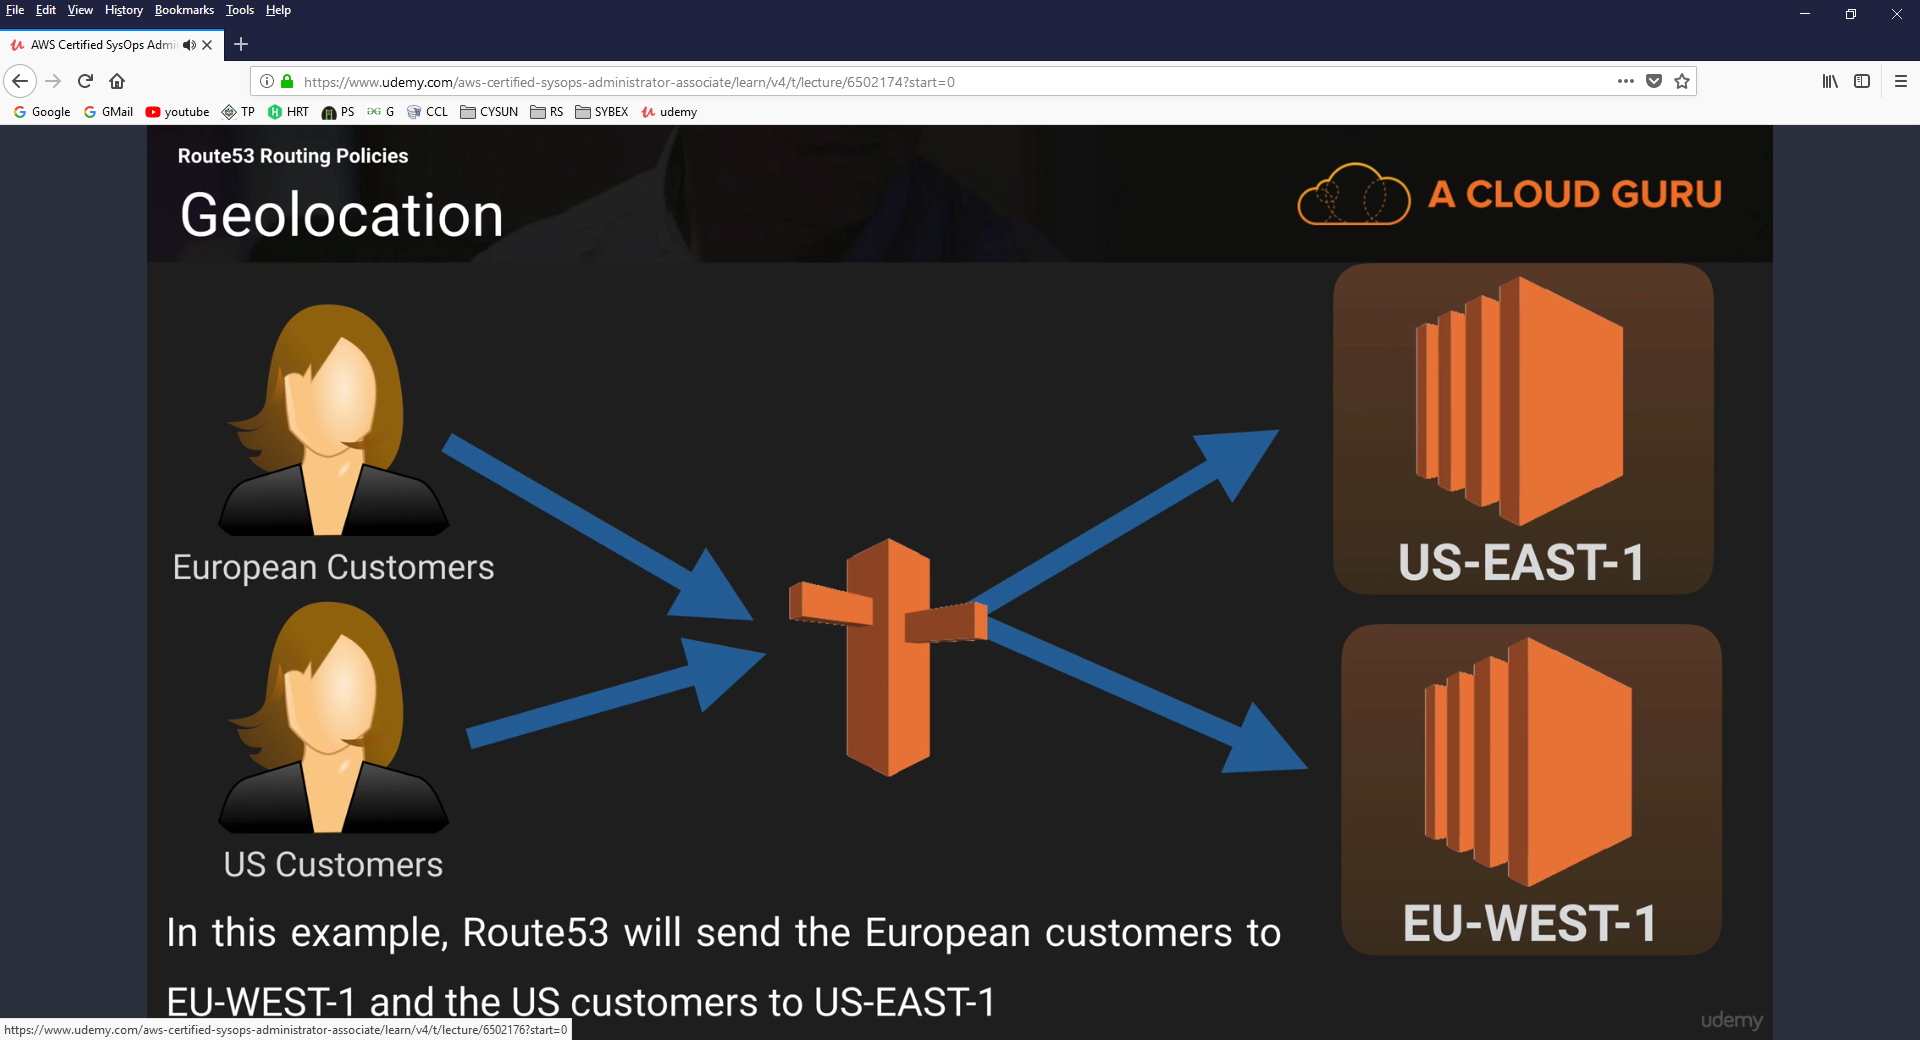 File Edit View History Bookmarks Tools Help
AWS Certified SysOps Admi
https://www.udemy.com/aws-certified-sysops-administrator-associate/learn/v4/t/lecture/6502174?start=0
Google GMail youtube TP HRT PS G CCL CYSUN RS SYBEX udemy
Route53 Routing Policies
Geolocation
A CLOUD GURU
European Customers
US-EAST-1
US Customers
EU-WEST-1
In this example, Route53 will send the European customers to
EU-WEST-1 and the US customers to US-EAST-1
udemy
https://www.udemy.com/aws-certified-sysops-administrator-associate/learn/v4/t/lecture/6502176?start=0